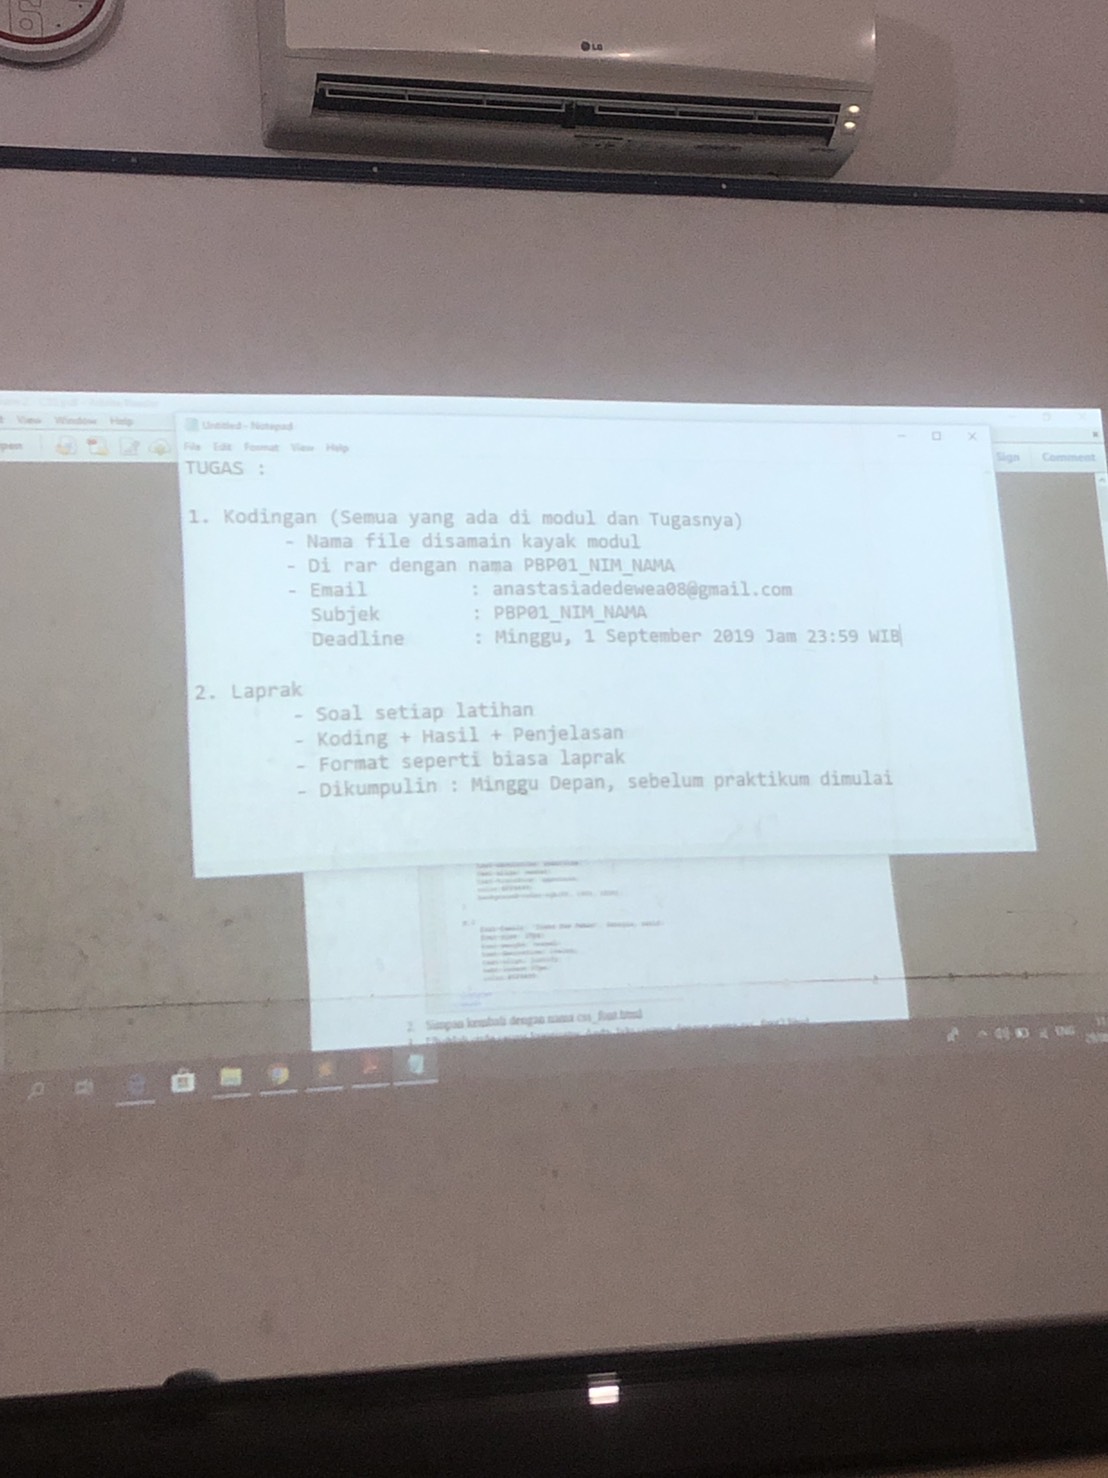 LG
View Window Help
Untitled - Notepad
File Edit Format View Help
Sign Comment
TUGAS :
1. Kodingan (Semua yang ada di modul dan Tugasnya)
- Nama file disamain kayak modul
- Di rar dengan nama PBP01_NIM_NAMA
- Email : anastasiadedewea08@gmail.com
Subjek : PBP01_NIM_NAMA
Deadline : Minggu, 1 September 2019 Jam 23:59 WIB
2. Laprak
- Soal setiap latihan
- Koding + Hasil + Penjelasan
- Format seperti biasa laprak
- Dikumpulin : Minggu Depan, sebelum praktikum dimulai
2. Simpan kembali dengan nama css_font.html
ENG